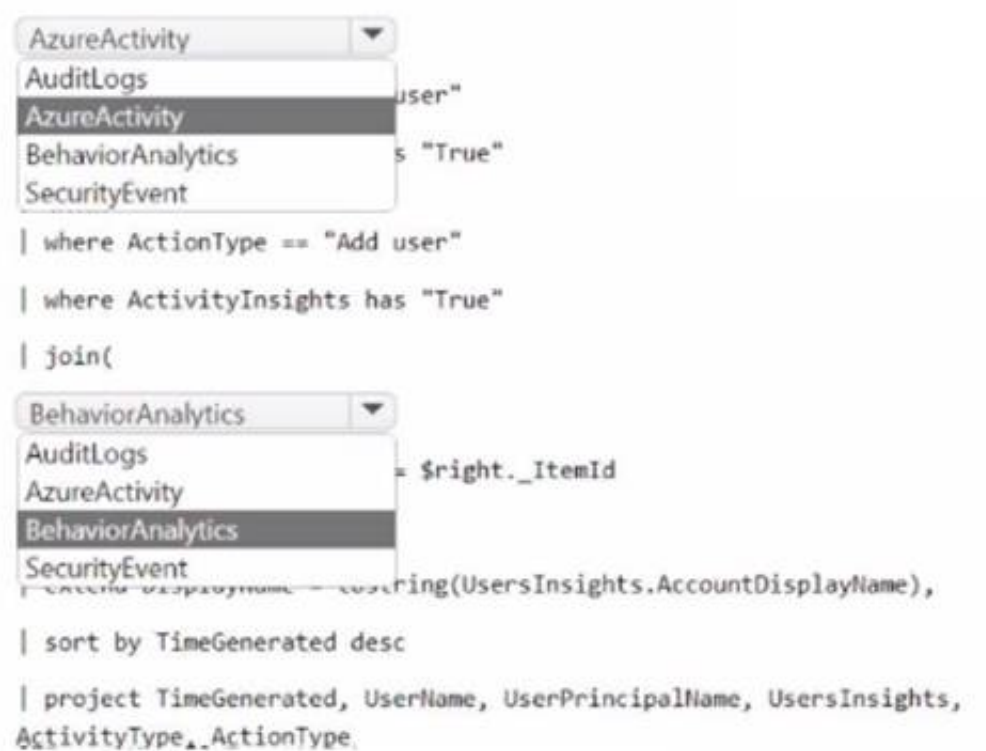 AzureActivity
AuditLogs
user"
AzureActivity
BehaviorAnalytics
s "True"
SecurityEvent
| where ActionType == "Add user"
| where ActivityInsights has "True"
| join(
BehaviorAnalytics
AuditLogs
= $right._ItemId
AzureActivity
BehaviorAnalytics
SecurityEvent
ring(UsersInsights.AccountDisplayName),
| sort by TimeGenerated desc
| project TimeGenerated, UserName, UserPrincipalName, UsersInsights,
ActivityType, ActionType